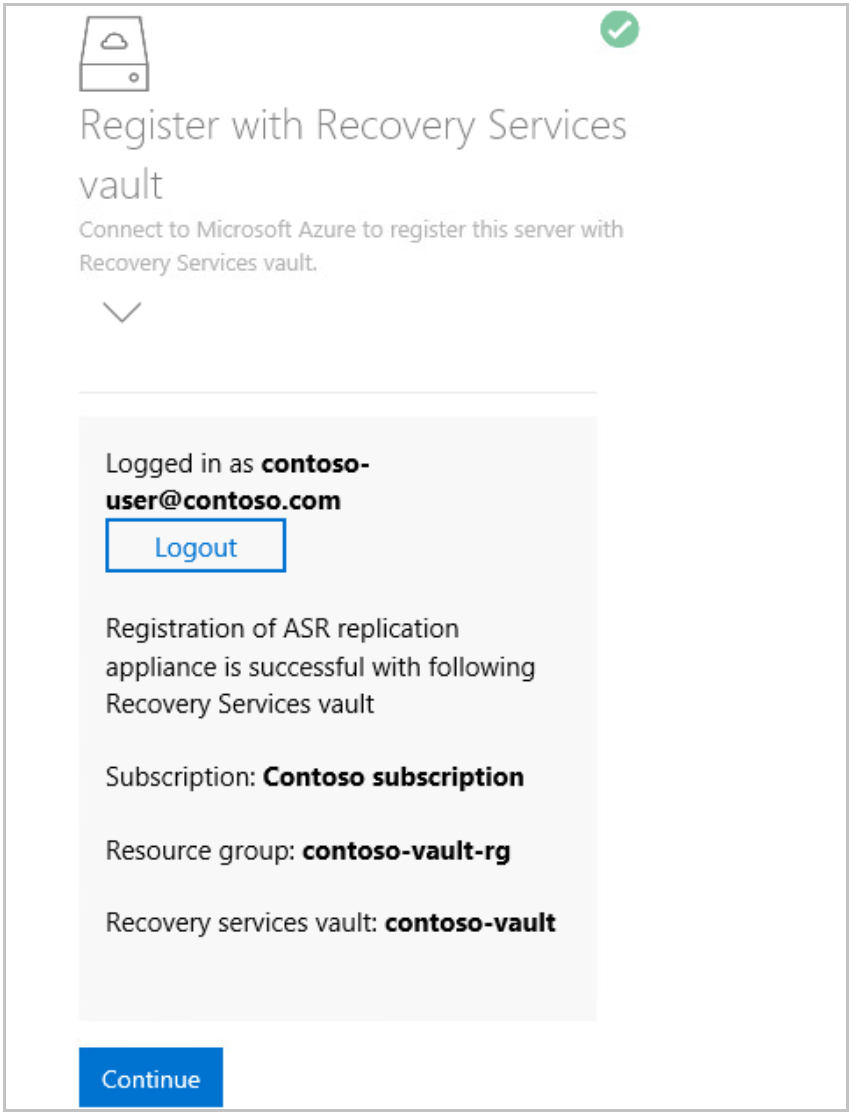 Register with Recovery Services
vault
Connect to Microsoft Azure to register this server with
Recovery Services vault.
Logged in as contoso-
user@contoso.com
Logout
Registration of ASR replication
appliance is successful with following
Recovery Services vault
Subscription: Contoso subscription
Resource group: contoso-vault-rg
Recovery services vault: contoso-vault
Continue